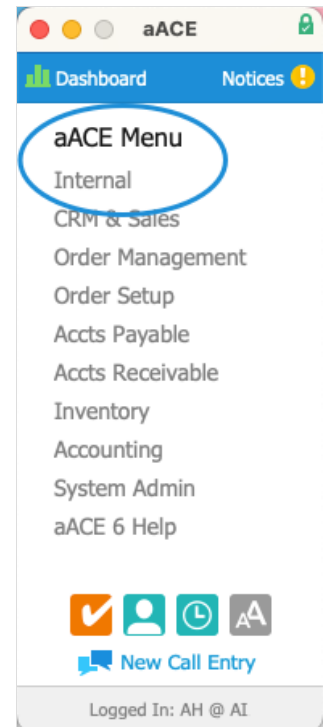 aACE
Dashboard Notices
aACE Menu
Internal
CRM & Sales
Order Management
Order Setup
Accts Payable
Accts Receivable
Inventory
Accounting
System Admin
aACE 6 Help
AA
New Call Entry
Logged In: AH @ AI